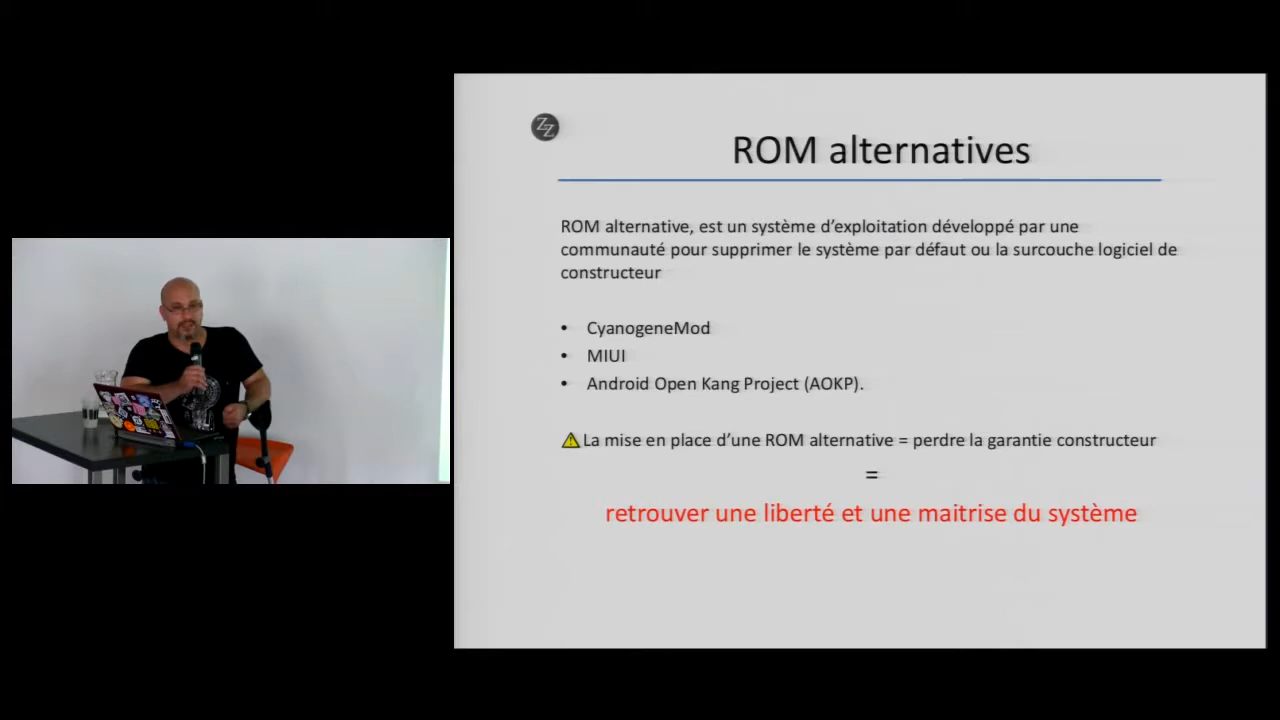 ZZ
ROM alternatives
ROM alternative, est un système d'exploitation développé par une
communauté pour supprimer le système par défaut ou la surcouche logiciel de
constructeur
• CyanogeneMod
• MIUI
• Android Open Kang Project (AOKP).
La mise en place d'une ROM alternative = perdre la garantie constructeur
=
retrouver une liberté et une maitrise du système